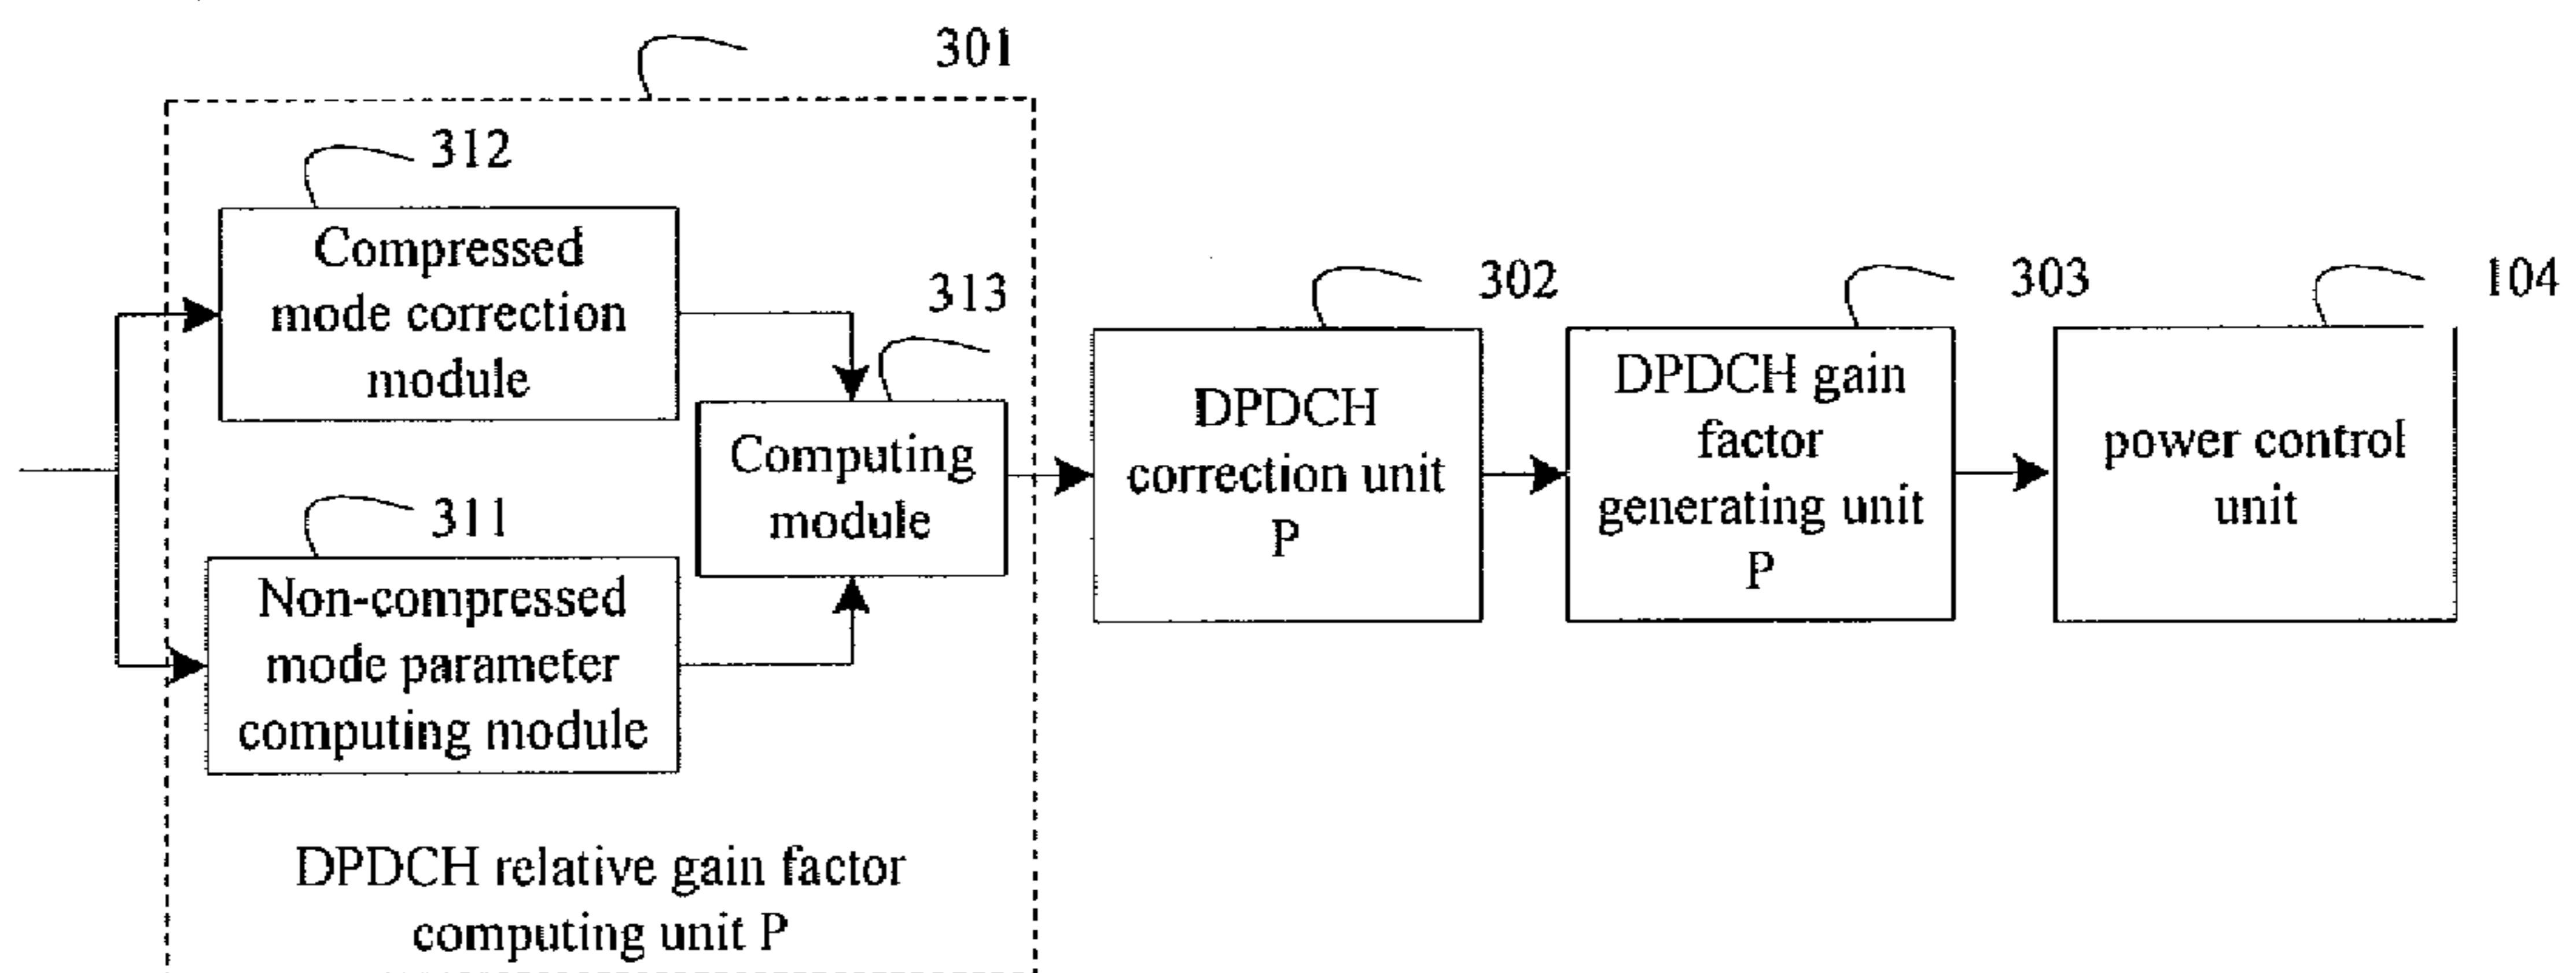 301
312
Compressed
mode correction
module
313
302
303
104
Computing
module
DPDCH
correction unit
P
DPDCH gain
factor
generating unit
P
power control
unit
311
Non-compressed
mode parameter
computing module
DPDCH relative gain factor
computing unit P